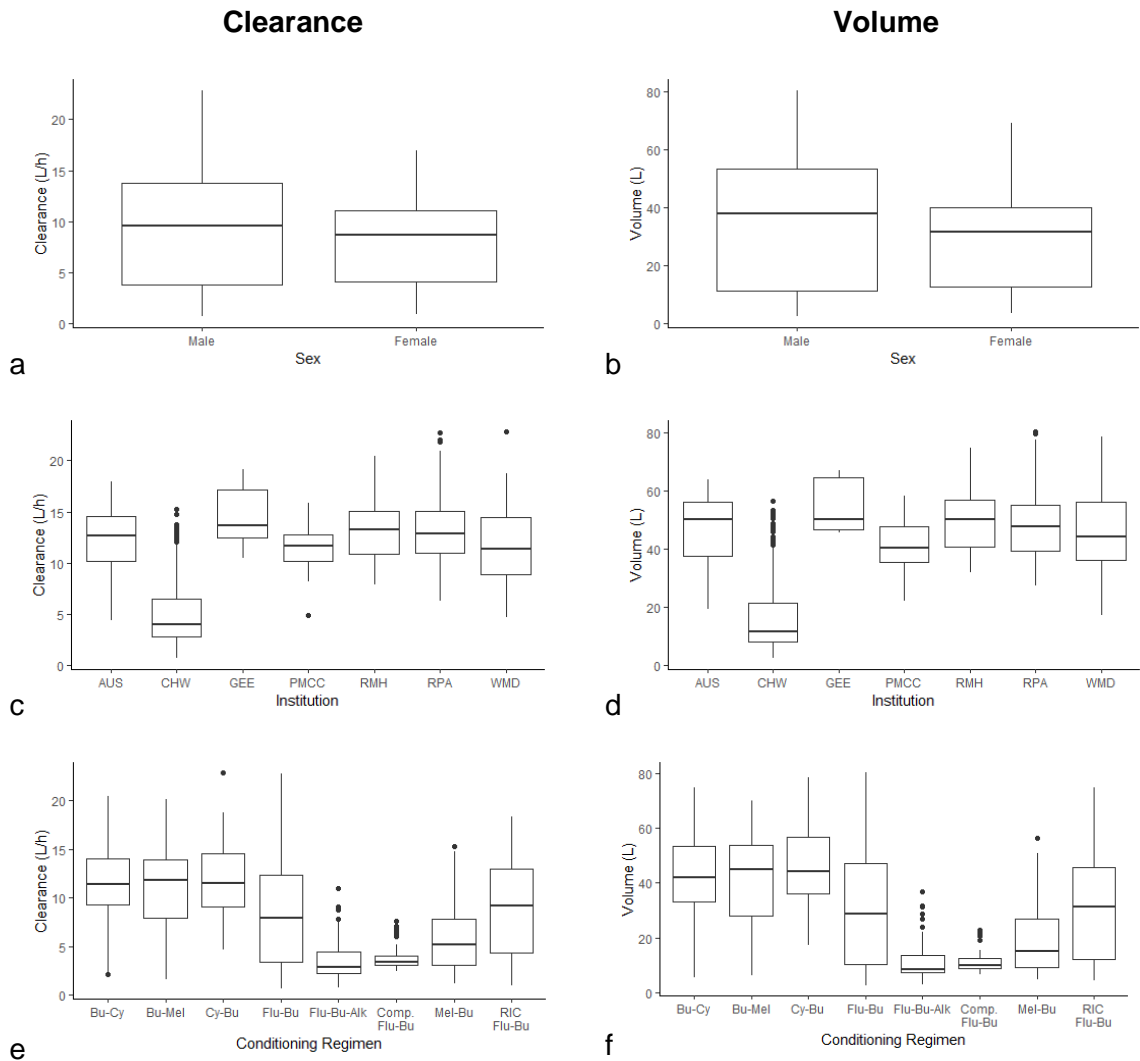 Clearance
Volume
Clearance (L/h)
20
15
10
5
0
Male Female
Sex
a
Volume (L)
80
60
40
20
0
Male Female
Sex
b
Clearance (L/h)
20
15
10
5
0
AUS CHW GEE PMCC RMH RPA WMD
Institution
c
Volume (L)
80
60
40
20
0
AUS CHW GEE PMCC RMH RPA WMD
Institution
d
Clearance (L/h)
20
15
10
5
0
Bu-Cy Bu-Mel Cy-Bu Flu-Bu Flu-Bu-Alk Comp. Mel-Bu RIC
Flu-Bu Flu-Bu
Conditioning Regimen
e
Volume (L)
80
60
40
20
0
Bu-Cy Bu-Mel Cy-Bu Flu-Bu Flu-Bu-Alk Comp. Mel-Bu RIC
Flu-Bu Flu-Bu
Conditioning Regimen
f